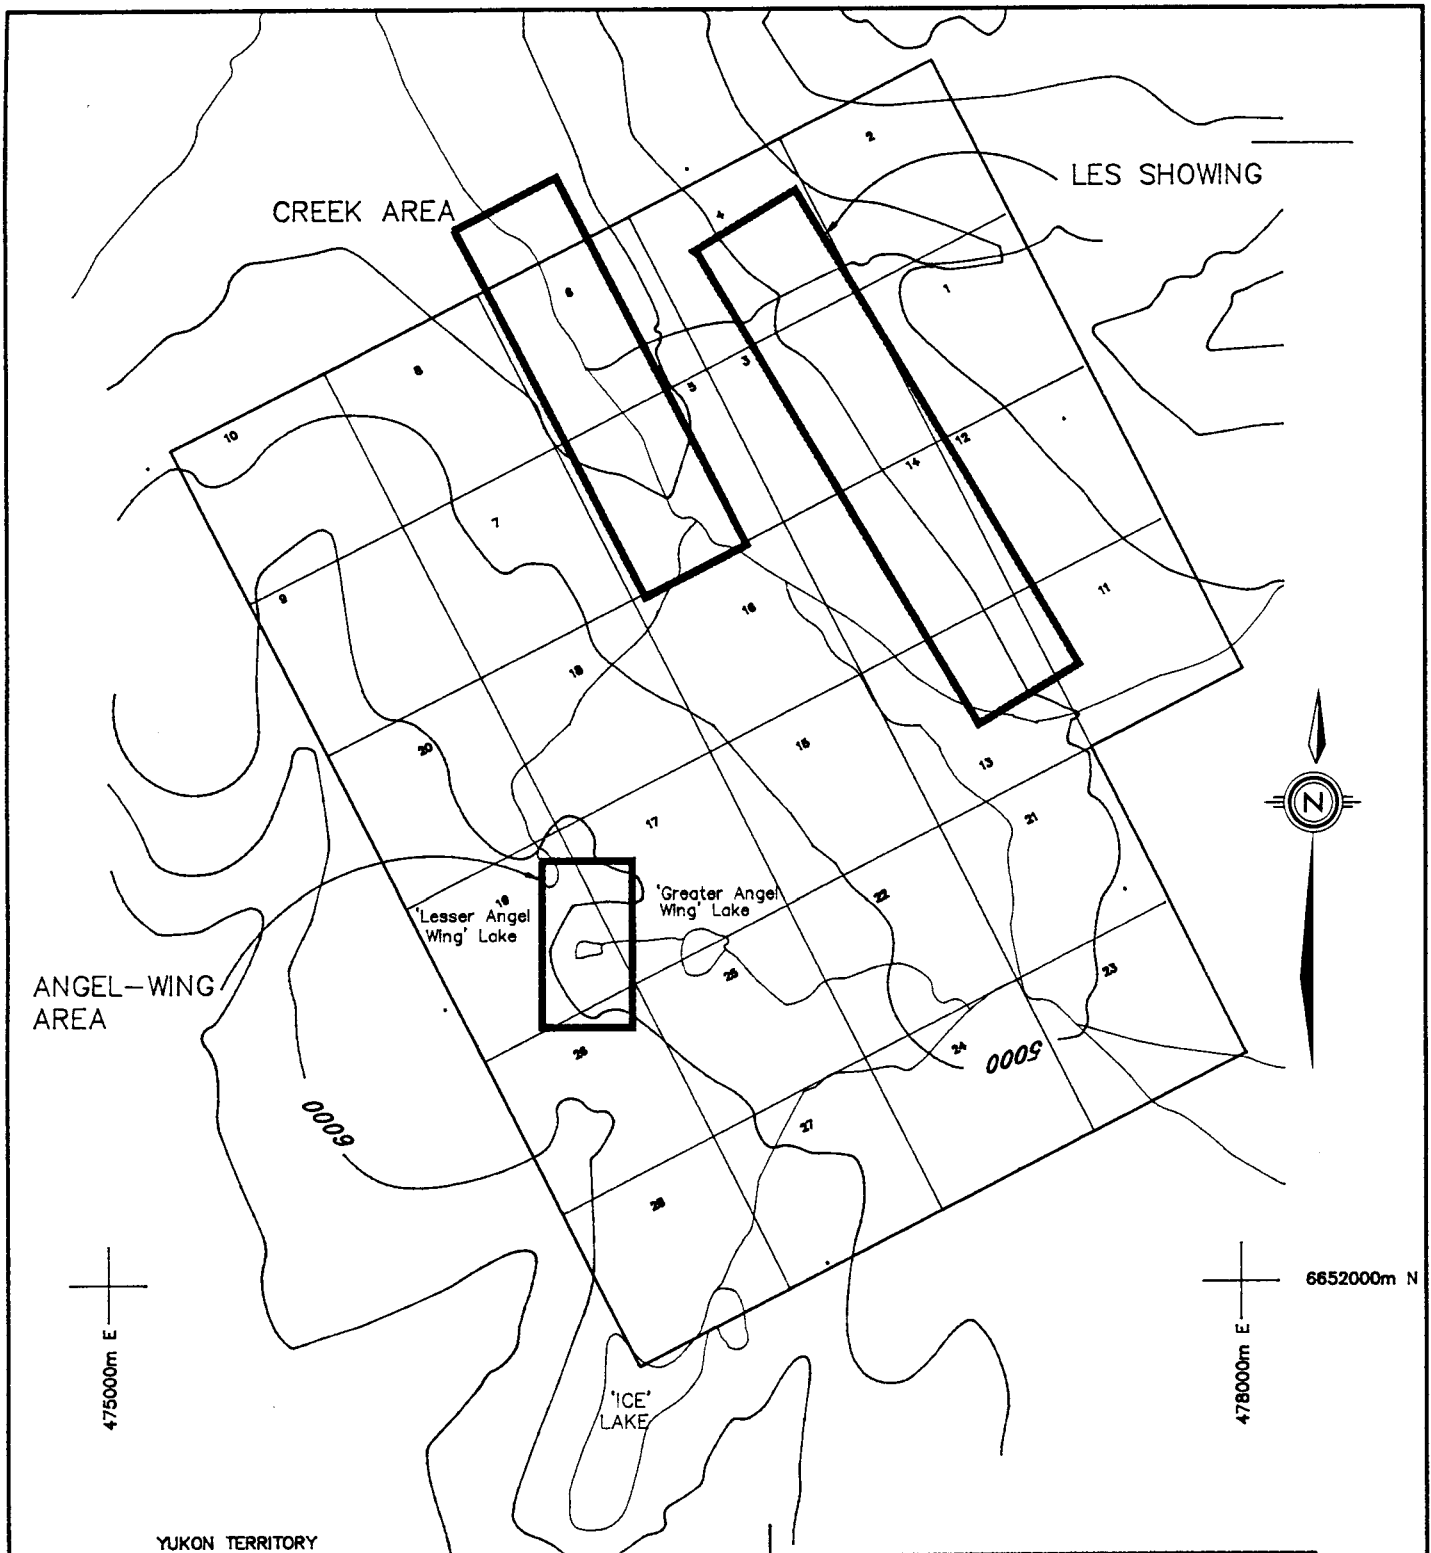 2
LES SHOWING
CREEK AREA
4
6
1
3
8
5
10
12
14
7
11
9
16
18
15
20
13
21
17
22
19
'Greater Angel
Wing' Lake
'Lesser Angel
Wing' Lake
25
23
ANGEL-WING
AREA
24
26
5000
6000
27
28
N
6652000m N
475000m E
478000m E
'ICE'
LAKE
YUKON TERRITORY